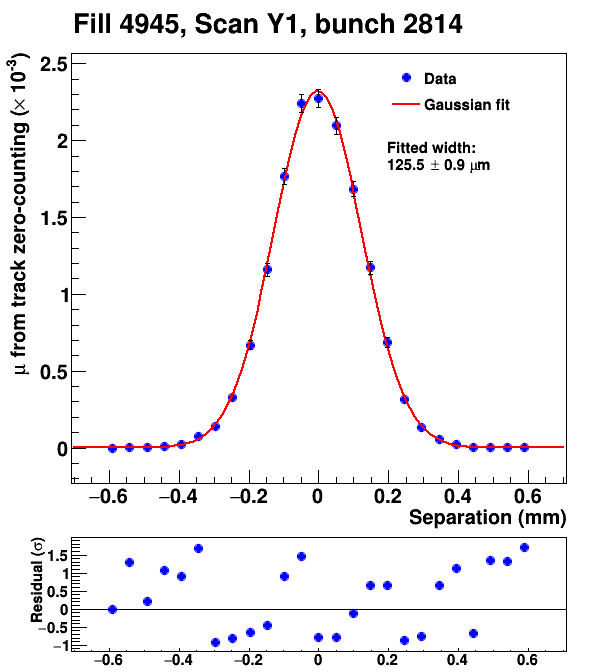 Fill 4945, Scan Y1, bunch 2814
μ from track zero-counting (× 10⁻³)
2.5
2
1.5
1
0.5
0
Data
Gaussian fit
Fitted width:
125.5 ± 0.9 μm
−0.6 −0.4 −0.2 0 0.2 0.4 0.6
Separation (mm)
Residual (σ)
1.5
1
0.5
0
−0.5
−1
−0.6 −0.4 −0.2 0 0.2 0.4 0.6